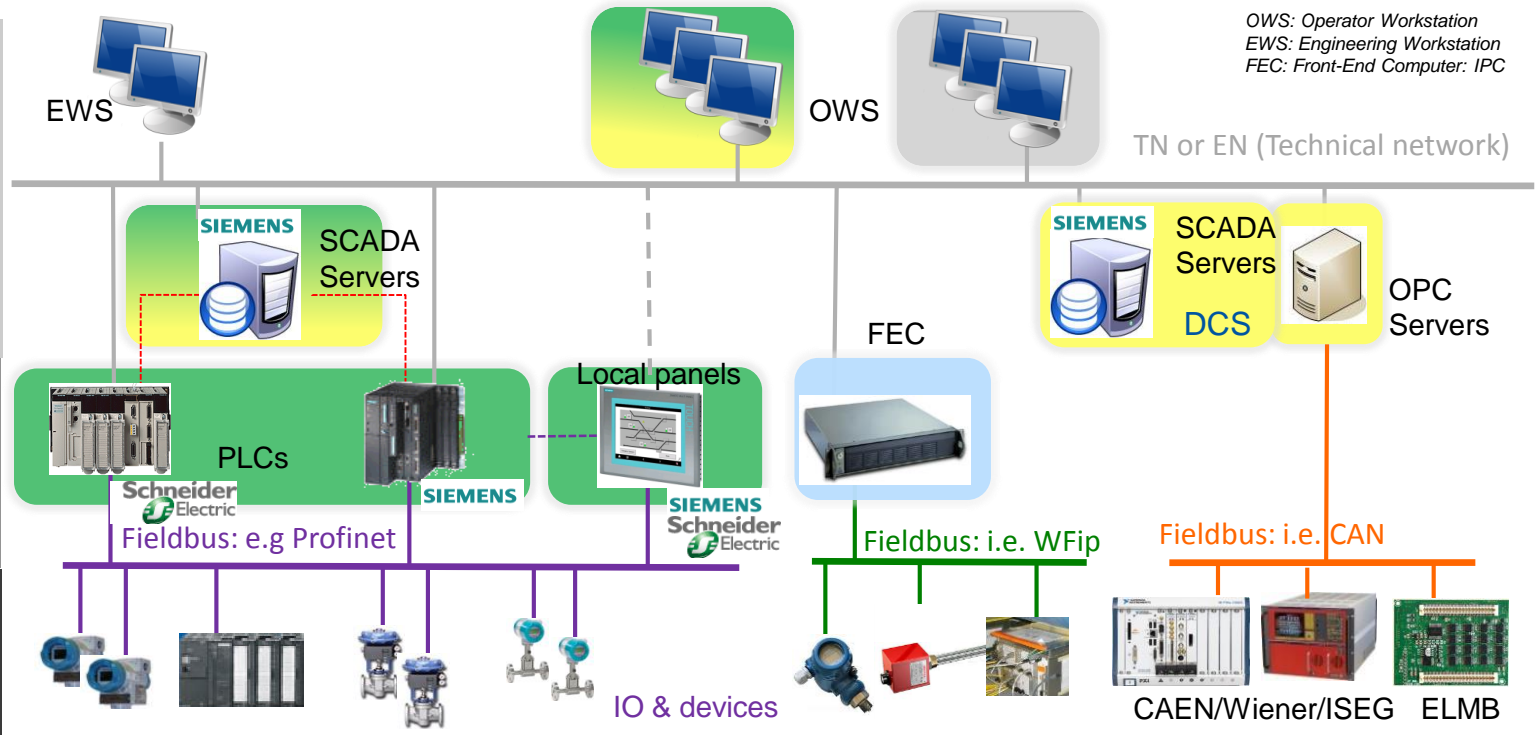 OWS: Operator Workstation
EWS: Engineering Workstation
FEC: Front-End Computer: IPC
EWS
OWS
TN or EN (Technical network)
SIEMENS
SCADA
Servers
SIEMENS
SCADA
Servers
DCS
OPC
Servers
FEC
Local panels
PLCs
Schneider
Electric
SIEMENS
SIEMENS
Schneider
Electric
Fieldbus: e.g Profinet
Fieldbus: i.e. WFip
Fieldbus: i.e. CAN
IO & devices
CAEN/Wiener/ISEG
ELMB